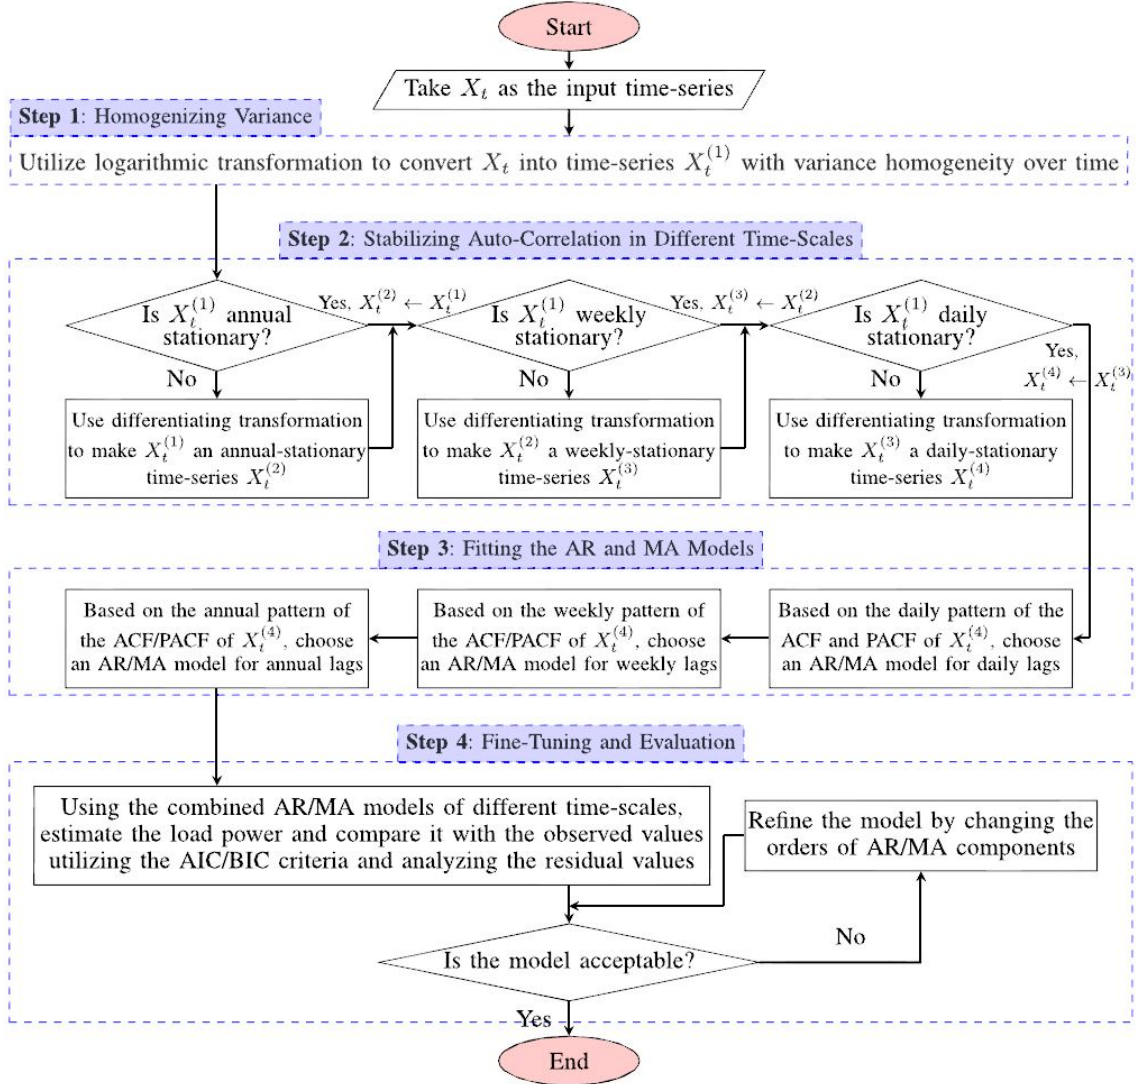 Start
Take X_t as the input time-series
Step 1: Homogenizing Variance
Utilize logarithmic transformation to convert X_t into time-series X_t^(1) with variance homogeneity over time
Step 2: Stabilizing Auto-Correlation in Different Time-Scales
Is X_t^(1) annual
stationary?
Yes, X_t^(2) ← X_t^(1)
Is X_t^(1) weekly
stationary?
Yes, X_t^(3) ← X_t^(2)
Is X_t^(1) daily
stationary?
Yes,
X_t^(4) ← X_t^(3)
No
No
No
Use differentiating transformation
to make X_t^(1) an annual-stationary
time-series X_t^(2)
Use differentiating transformation
to make X_t^(2) a weekly-stationary
time-series X_t^(3)
Use differentiating transformation
to make X_t^(3) a daily-stationary
time-series X_t^(4)
Step 3: Fitting the AR and MA Models
Based on the annual pattern of
the ACF/PACF of X_t^(4), choose
an AR/MA model for annual lags
Based on the weekly pattern of
the ACF/PACF of X_t^(4), choose
an AR/MA model for weekly lags
Based on the daily pattern of the
ACF and PACF of X_t^(4), choose
an AR/MA model for daily lags
Step 4: Fine-Tuning and Evaluation
Using the combined AR/MA models of different time-scales,
estimate the load power and compare it with the observed values
utilizing the AIC/BIC criteria and analyzing the residual values
Refine the model by changing the
orders of AR/MA components
Is the model acceptable?
No
Yes
End